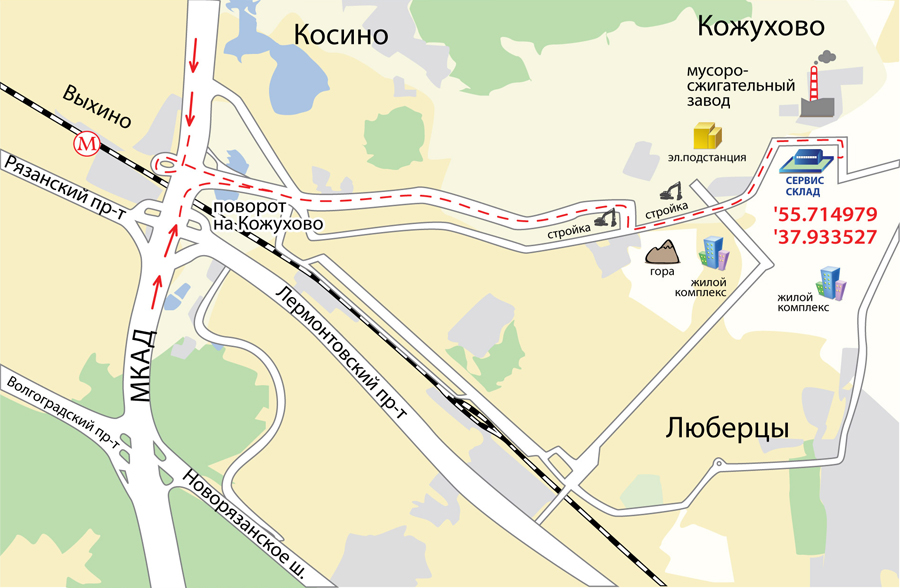 Косино
Кожухово
мусоро-
сжигательный
завод
Выхино
М
эл.подстанция
Рязанский пр-т
СЕРВИС
СКЛАД
поворот
на Кожухово
стройка
стройка
'55.714979
'37.933527
гора
жилой
комплекс
жилой
комплекс
Лермонтовский пр-т
МКАД
Волгоградский пр-т
Люберцы
Новорязанское ш.